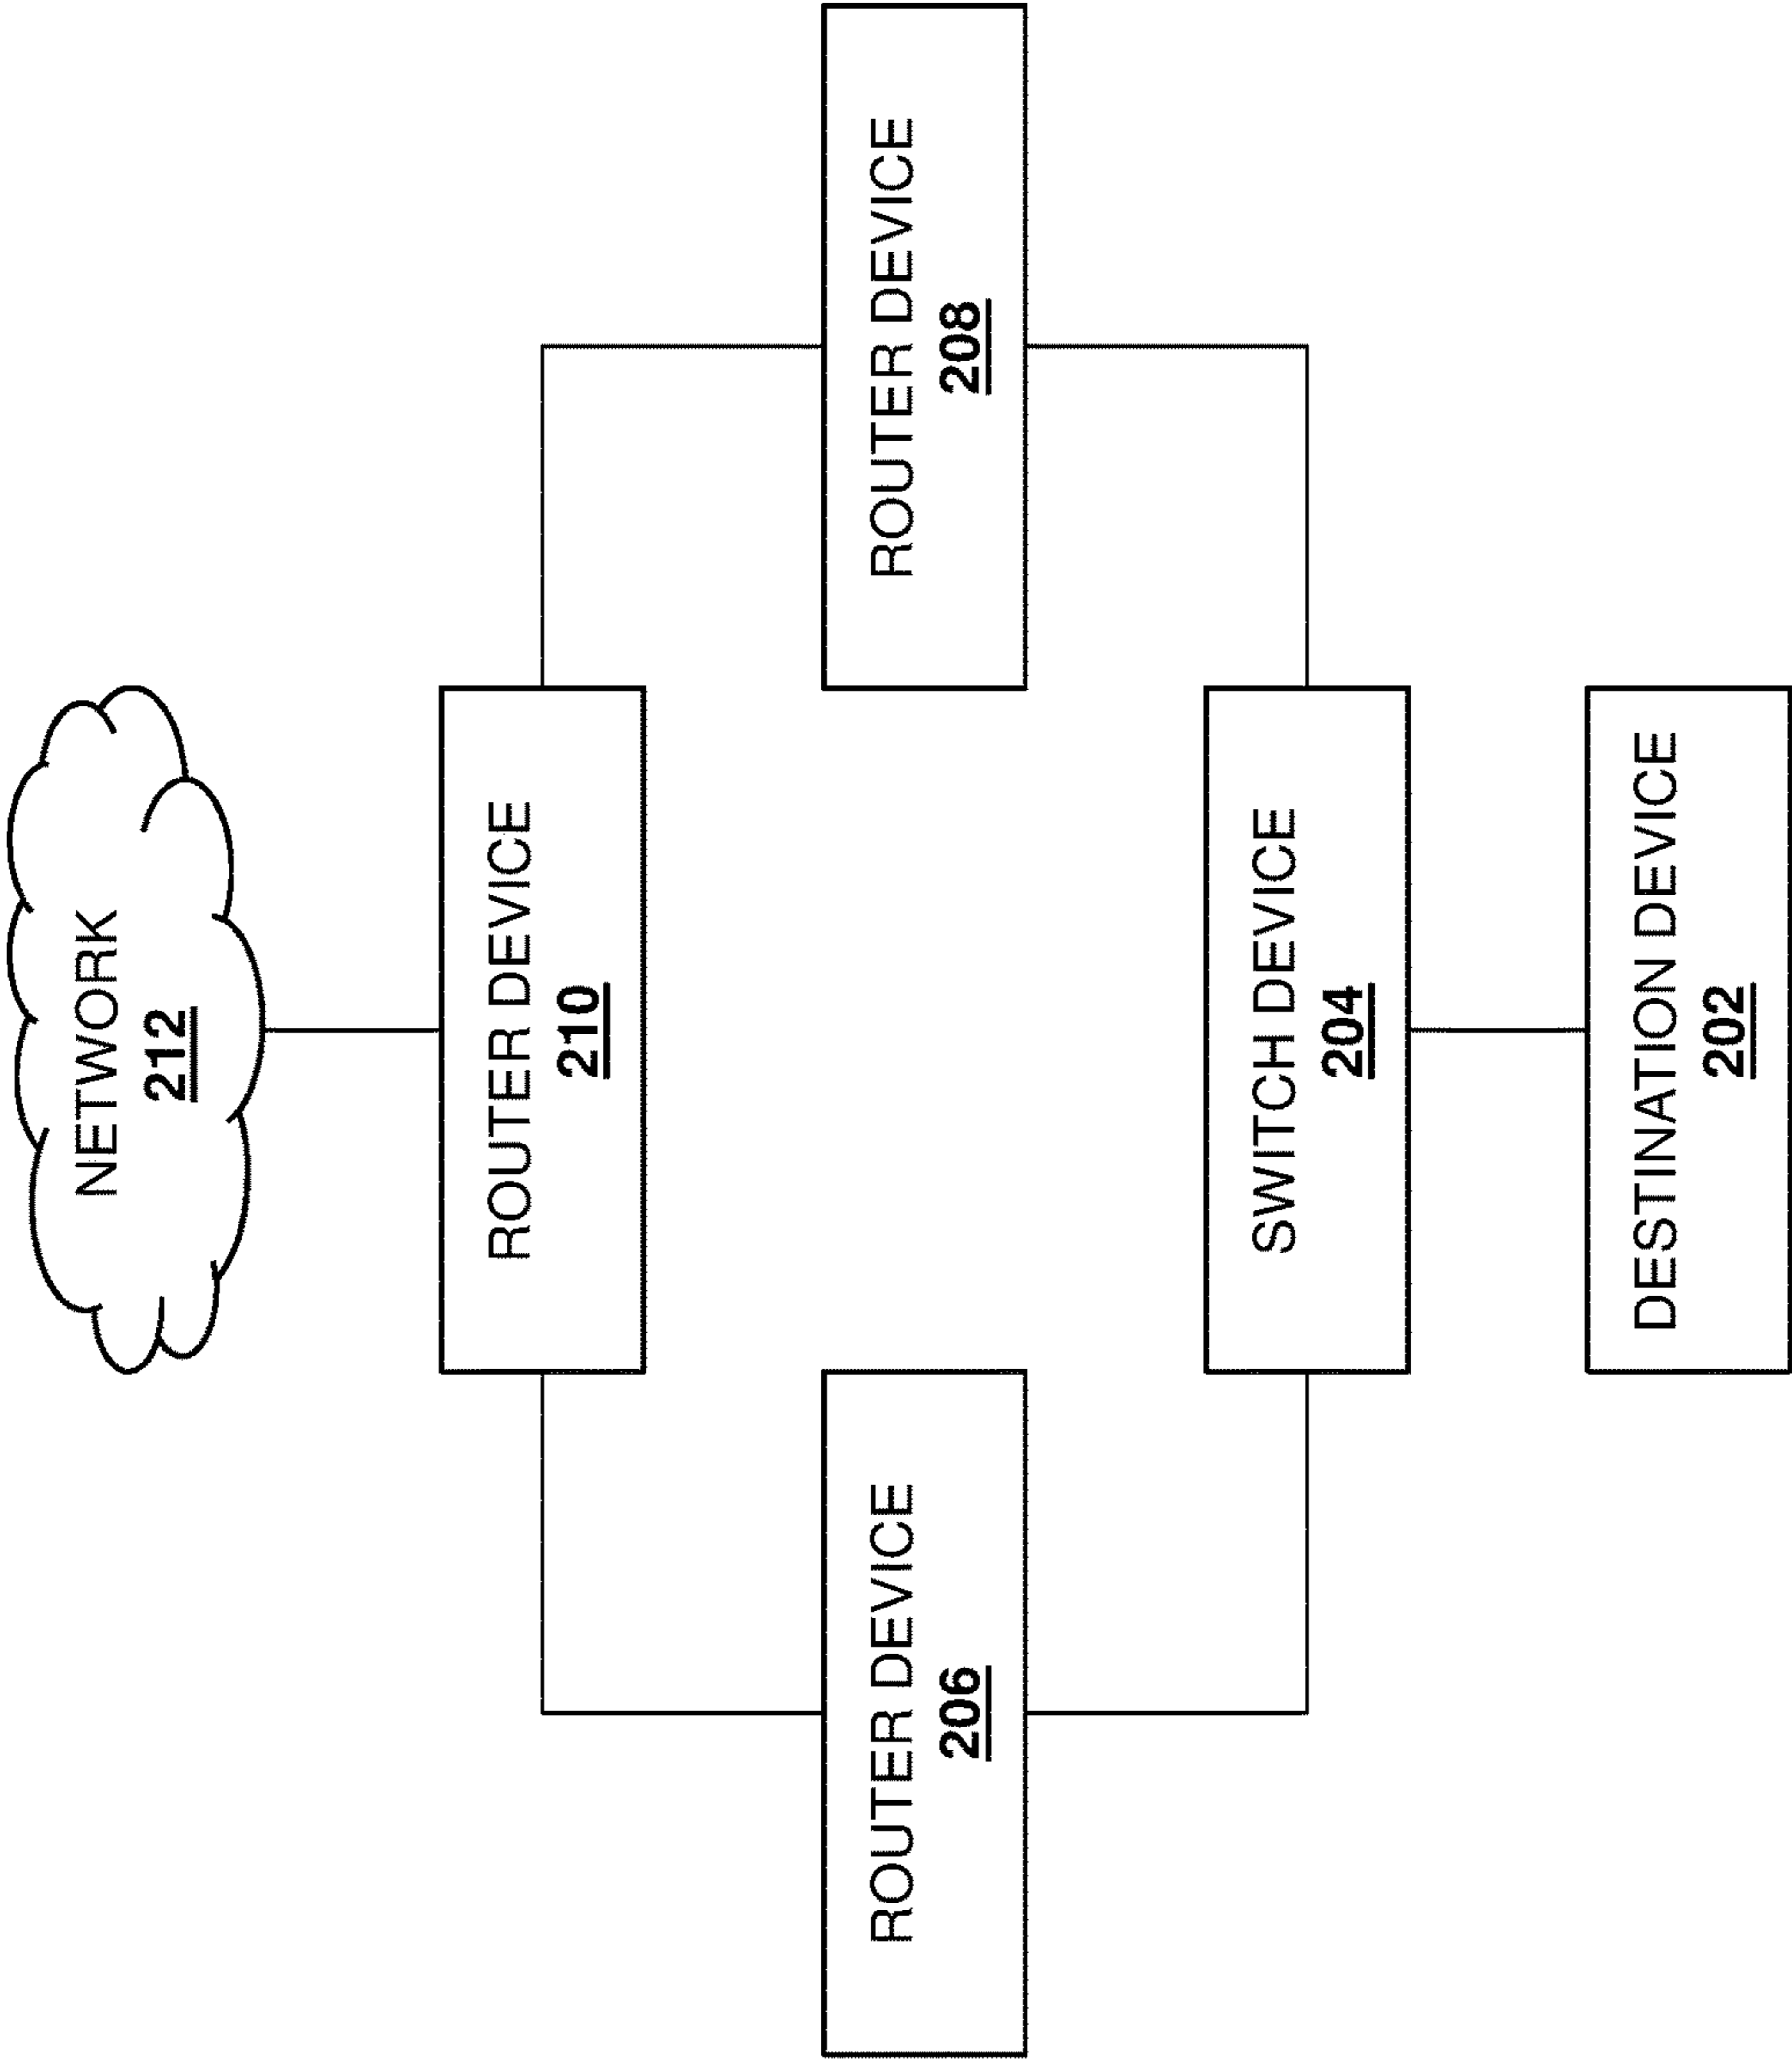 NETWORK
212
ROUTER DEVICE
210
ROUTER DEVICE
206
ROUTER DEVICE
208
SWITCH DEVICE
204
DESTINATION DEVICE
202